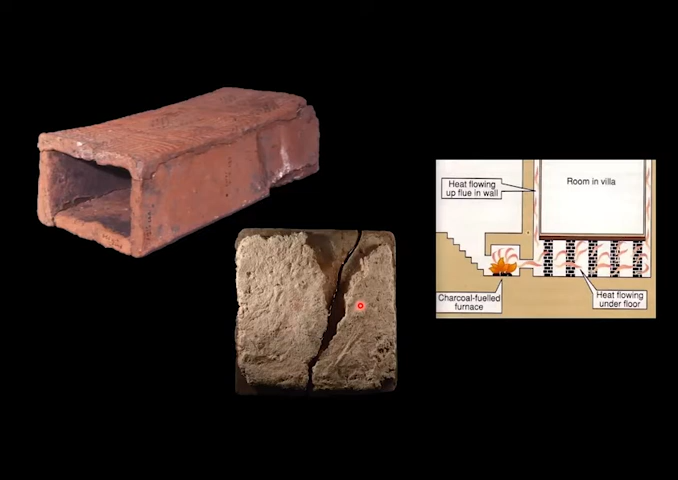 Heat flowing
up flue in wall
Room in villa
Charcoal-fuelled
furnace
Heat flowing
under floor